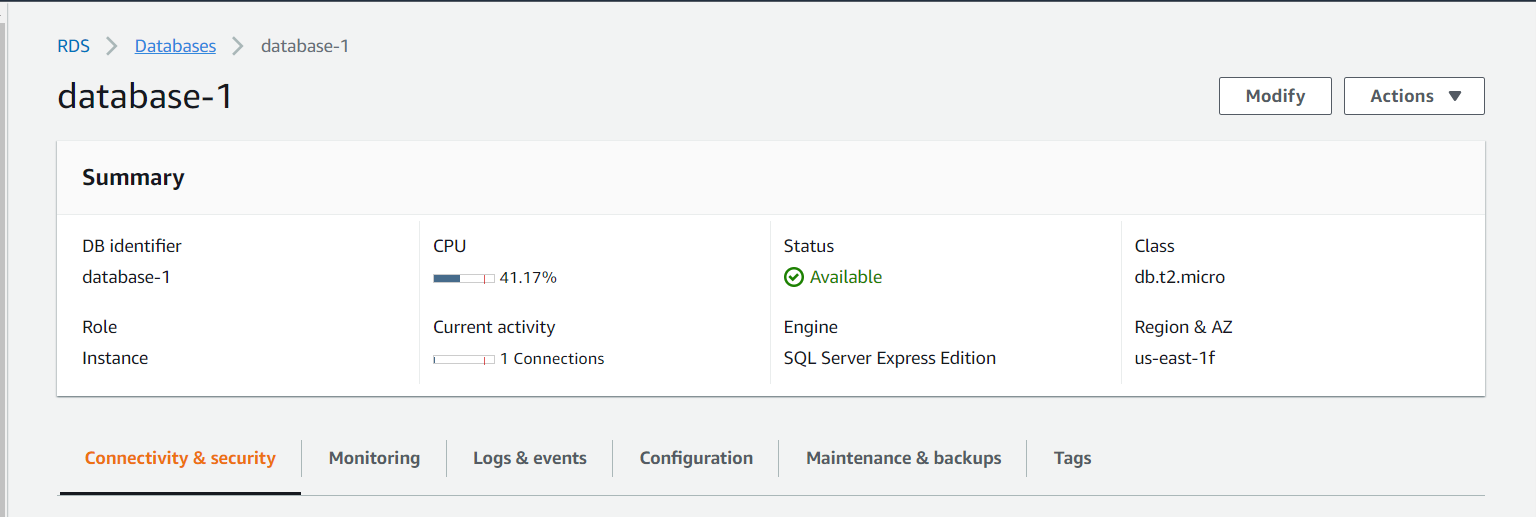 RDS Databases database-1
database-1
Modify
Actions
Summary
DB identifier
database-1
CPU
41.17%
Status
Available
Class
db.t2.micro
Role
Instance
Current activity
1 Connections
Engine
SQL Server Express Edition
Region & AZ
us-east-1f
Connectivity & security Monitoring Logs & events Configuration Maintenance & backups Tags